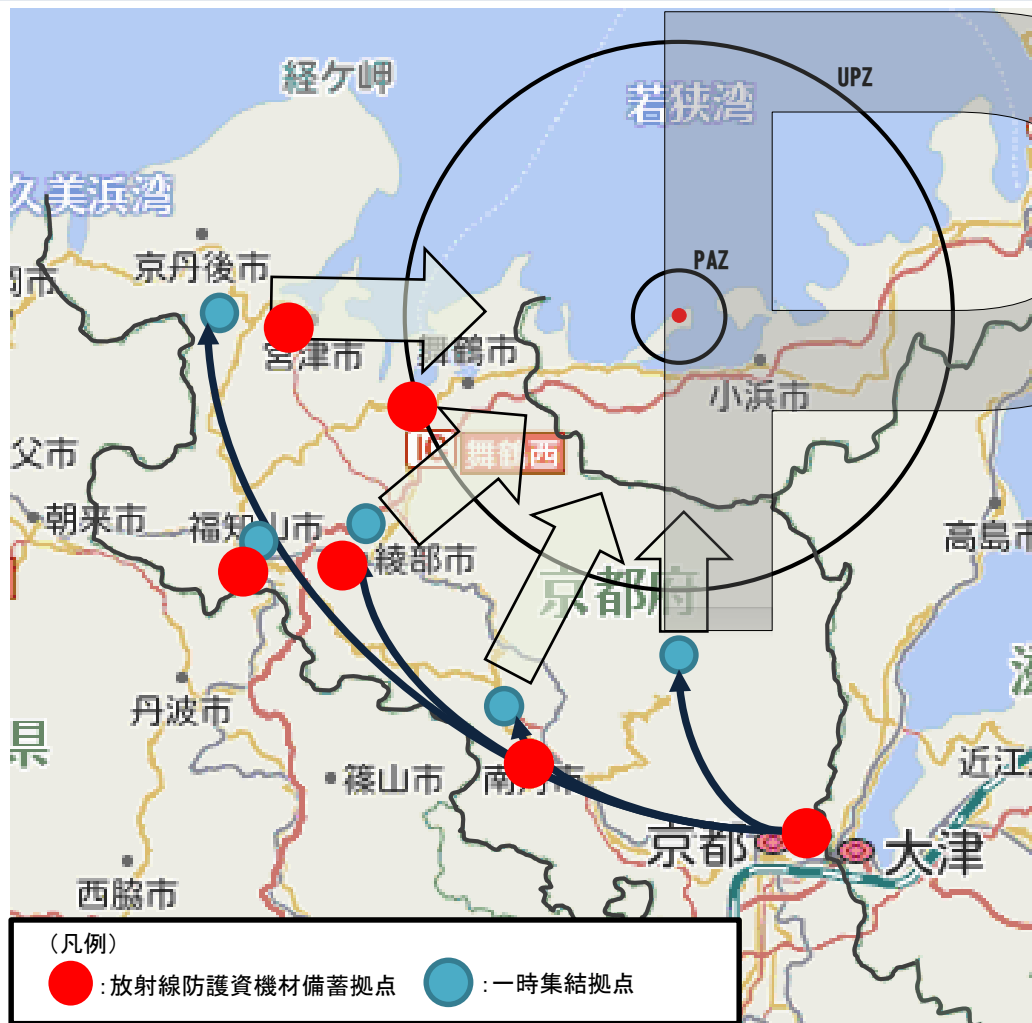 経ケ岬
UPZ
若狭湾
久美浜湾
PAZ
京丹後市
宮津市
舞鶴市
小浜市
父市
舞鶴西
朝来市
福知山市
高島市
綾部市
京都府
丹波市
県
近江
篠山市
南丹市
京都
大津
西脇市
(凡例)
:放射線防護資機材備蓄拠点
:一時集結拠点